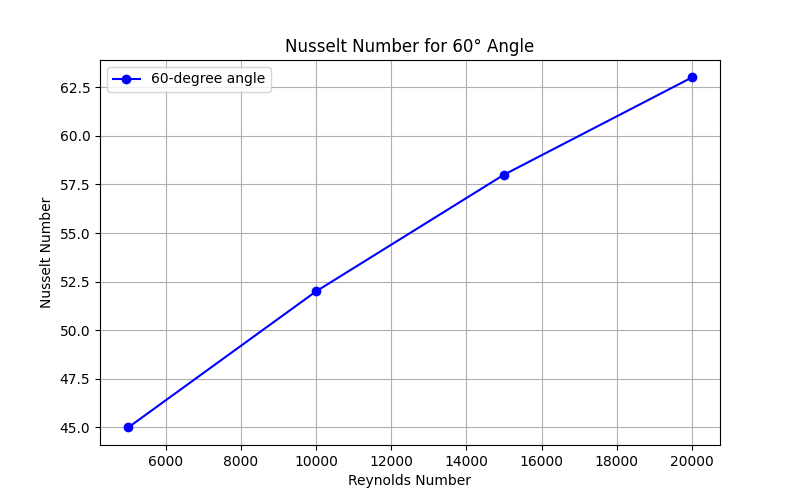 Nusselt Number for 60° Angle
60-degree angle
62.5
60.0
57.5
55.0
52.5
50.0
47.5
45.0
Nusselt Number
6000 8000 10000 12000 14000 16000 18000 20000
Reynolds Number